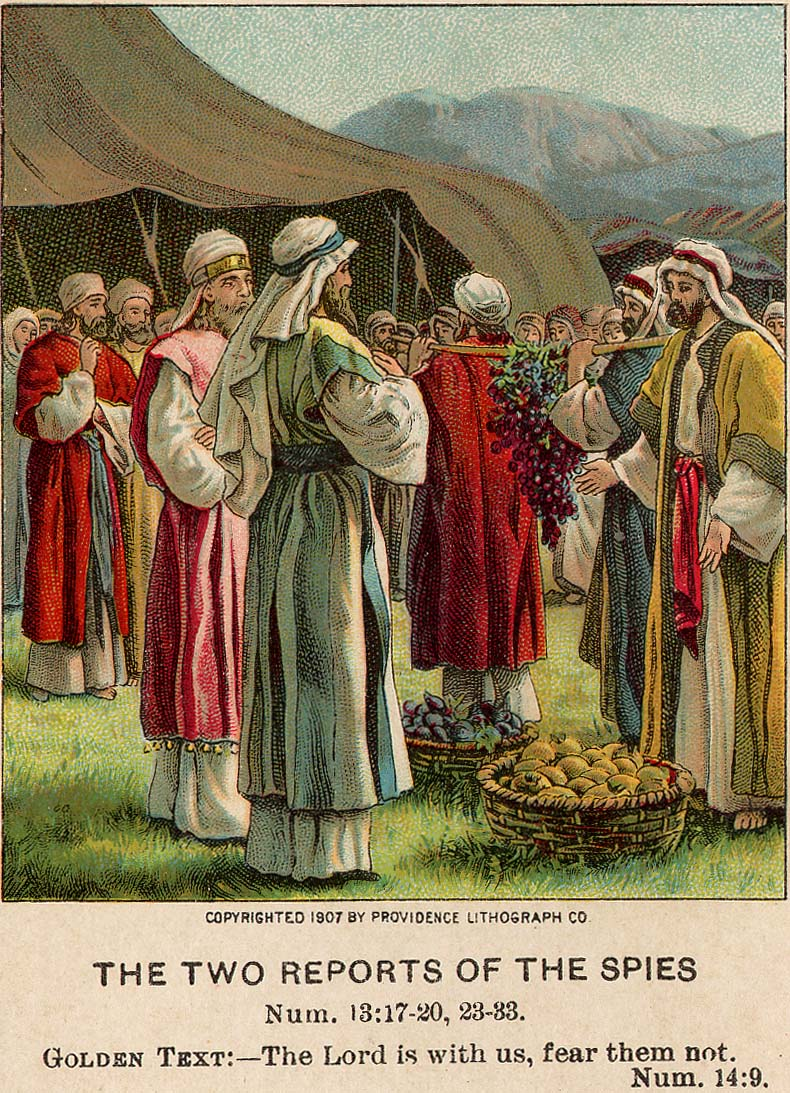 COPYRIGHTED 1907 BY PROVIDENCE LITHOGRAPH CO.
THE TWO REPORTS OF THE SPIES
Num. 13:17-20, 23-33.
GOLDEN TEXT:—The Lord is with us, fear them not.
Num. 14:9.